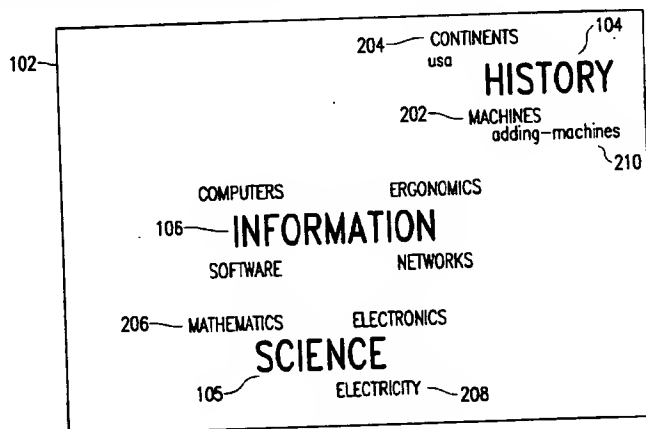 204 CONTINENTS 104
102 usa
HISTORY
202 MACHINES
adding-machines
210
COMPUTERS ERGONOMICS
106 INFORMATION
SOFTWARE NETWORKS
206 MATHEMATICS ELECTRONICS
SCIENCE
105 ELECTRICITY 208